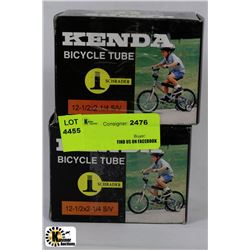 KENDA
BICYCLE TUBE
SCHRADER
12-1/2x2-1/4 S/V
LOT
4455
Consigner: 2476
Buyer:
FIND US ON FACEBOOK
BICYCLE TUBE
SCHRADER
12-1/2x2-1/4 S/V